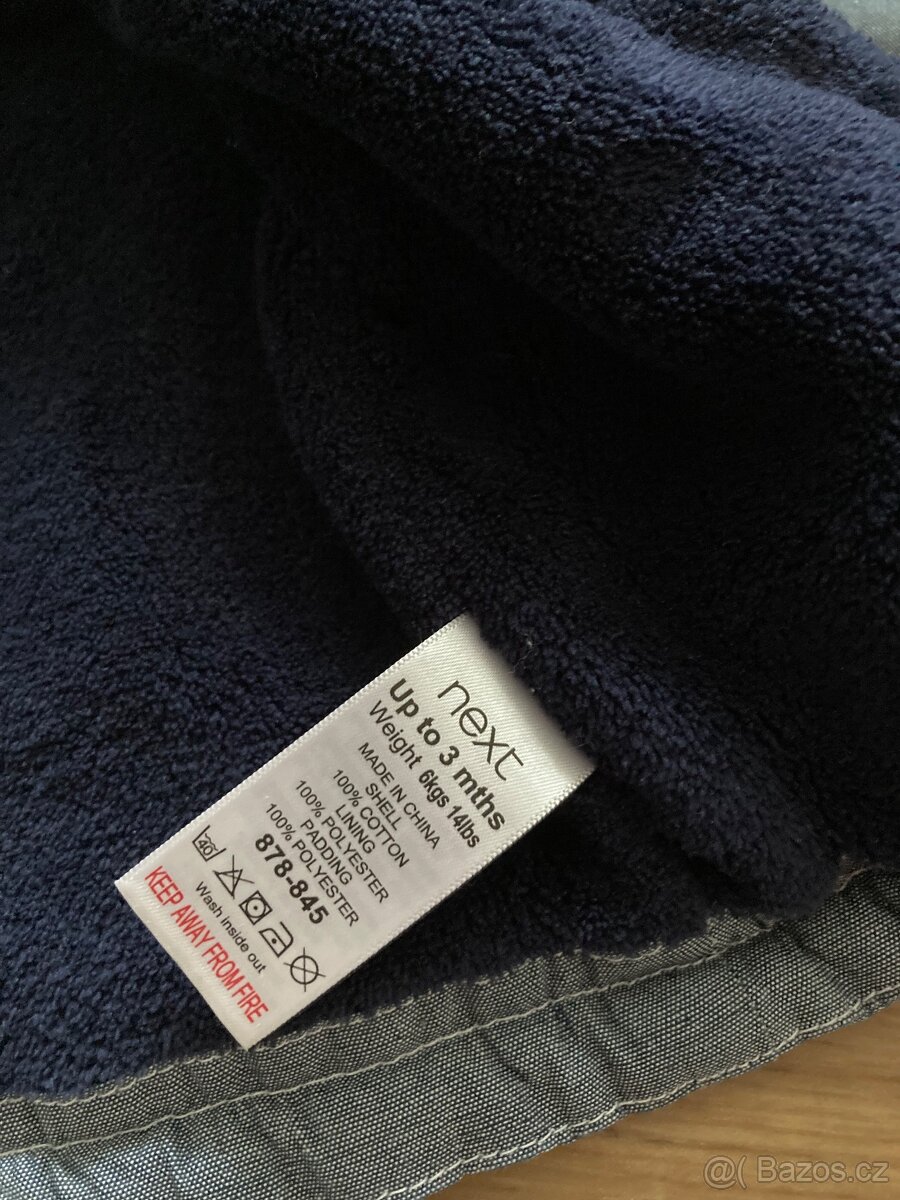 next
Up to 3 mths
Weight 6kgs 14lbs
MADE IN CHINA
SHELL
100% COTTON
LINING
100% POLYESTER
PADDING
100% POLYESTER
878-845
40
Wash inside out
KEEP AWAY FROM FIRE
@( Bazos.cz